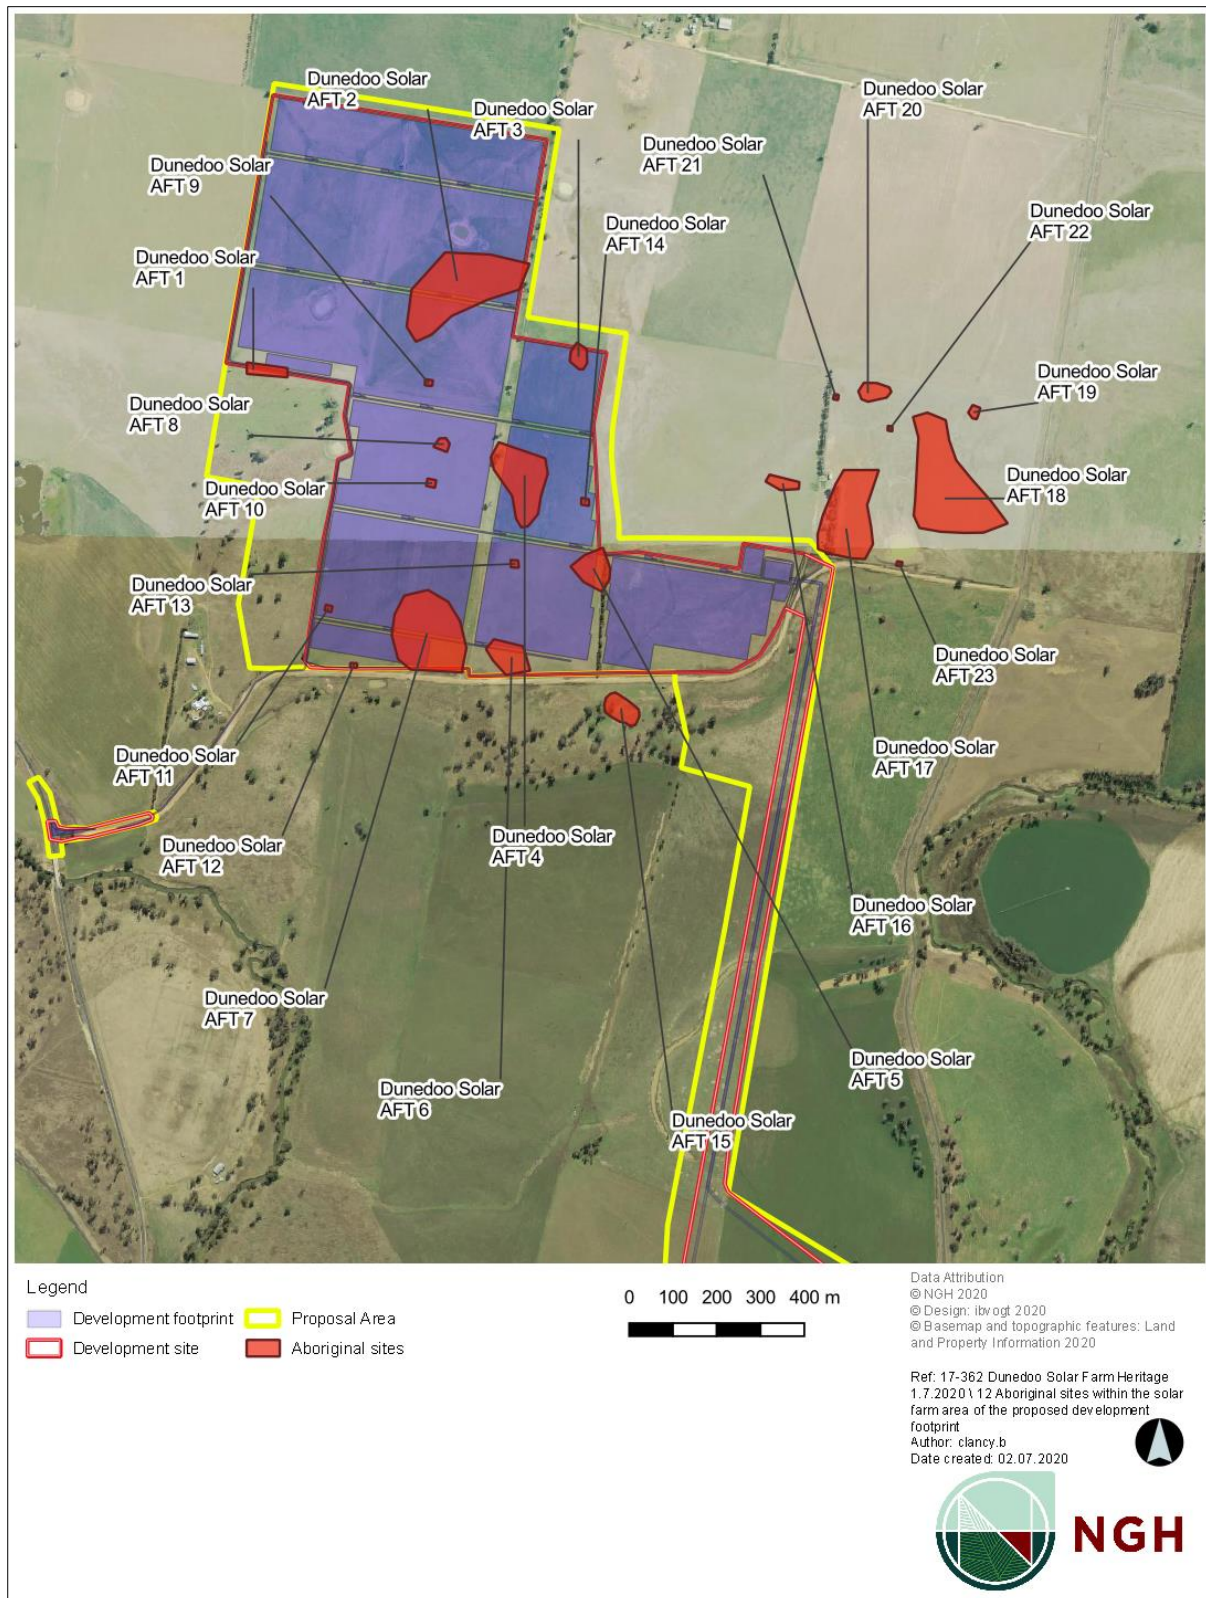 Dunedoo Solar
AFT 2
Dunedoo Solar
AFT 3
Dunedoo Solar
AFT 20
Dunedoo Solar
AFT 21
Dunedoo Solar
AFT 9
Dunedoo Solar
AFT 22
Dunedoo Solar
AFT 14
Dunedoo Solar
AFT 1
Dunedoo Solar
AFT 19
Dunedoo Solar
AFT 8
Dunedoo Solar
AFT 18
Dunedoo Solar
AFT 10
Dunedoo Solar
AFT 13
Dunedoo Solar
AFT 23
Dunedoo Solar
AFT 17
Dunedoo Solar
AFT 11
Dunedoo Solar
AFT 4
Dunedoo Solar
AFT 12
Dunedoo Solar
AFT 16
Dunedoo Solar
AFT 7
Dunedoo Solar
AFT 5
Dunedoo Solar
AFT 6
Dunedoo Solar
AFT 15
Legend
Development footprint
Proposal Area
Development site
Aboriginal sites
0 100 200 300 400 m
Data Attribution
© NGH 2020
© Design: ibvogt 2020
© Basemap and topographic features: Land
and Property Information 2020
Ref: 17-362 Dunedoo Solar Farm Heritage
1.7.2020 \ 12 Aboriginal sites within the solar
farm area of the proposed development
footprint
Author: clancy.b
Date created: 02.07.2020
NGH